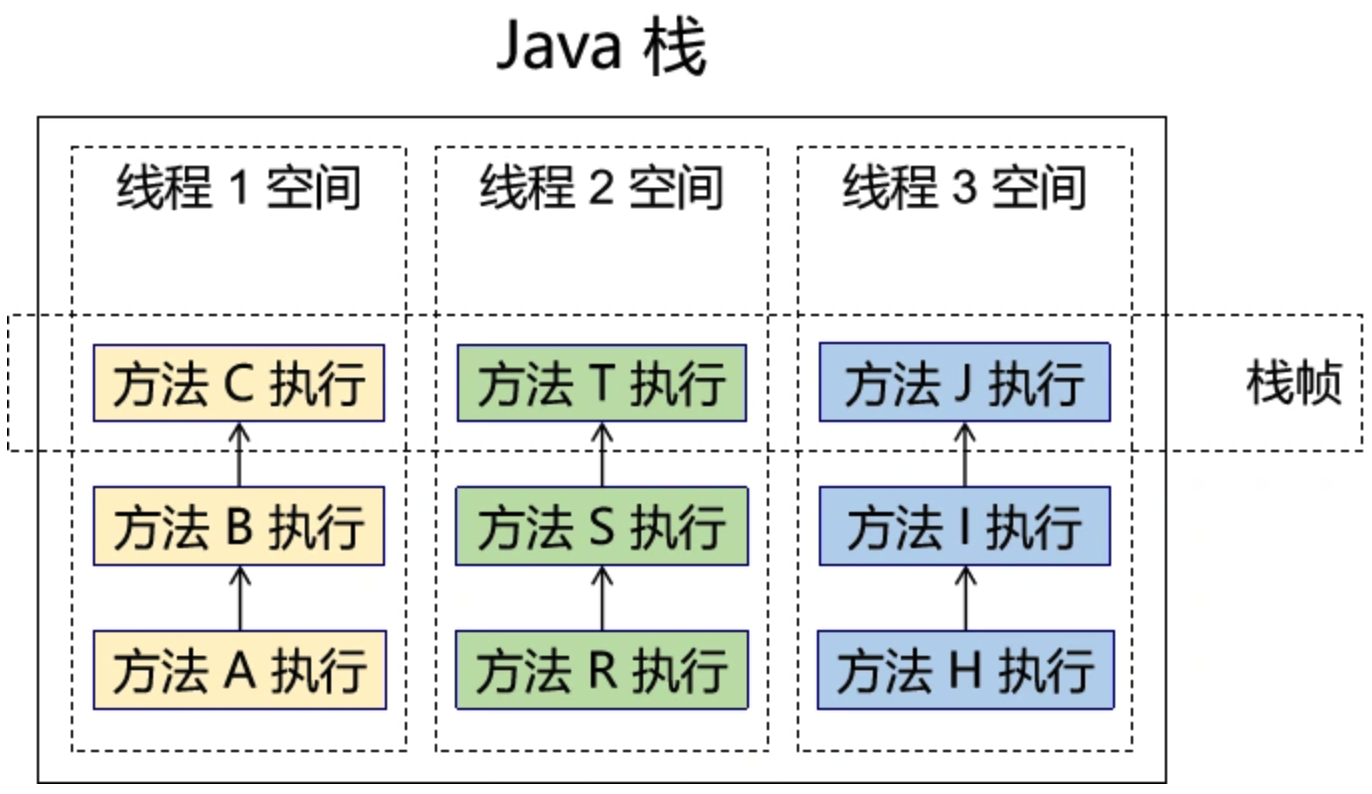 Java 栈
线程 1 空间
线程 2 空间
线程 3 空间
方法 C 执行
方法 T 执行
方法 J 执行
栈帧
方法 B 执行
方法 S 执行
方法 I 执行
方法 A 执行
方法 R 执行
方法 H 执行